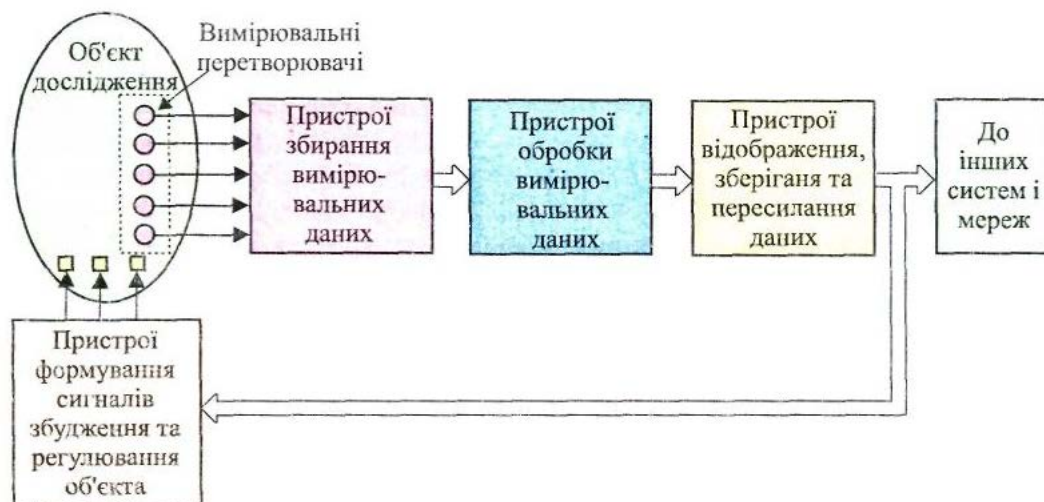 Об'єкт
дослідження
Вимірювальні
перетворювачі
Пристрої
збирання
вимірю-
вальних
даних
Пристрої
обробки
вимірю-
вальних
даних
Пристрої
відображення,
зберіганя та
пересилання
даних
До
інших
систем і
мереж
Пристрої
формування
сигналів
збудження та
регулювання
об'єкта